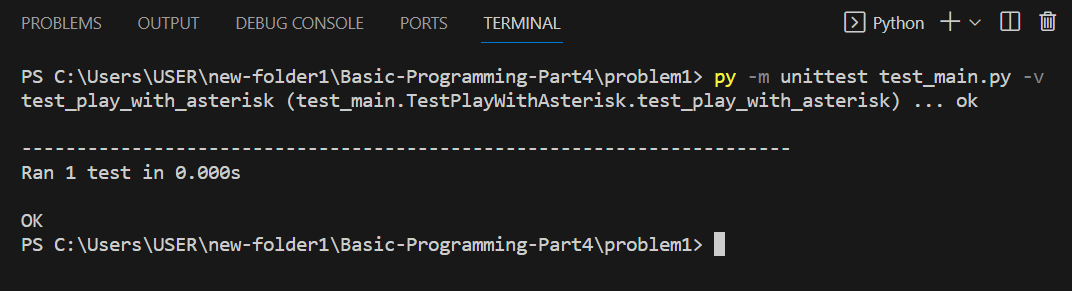 PROBLEMS OUTPUT DEBUG CONSOLE PORTS TERMINAL Python
PS C:\Users\USER\new-folder1\Basic-Programming-Part4\problem1> py -m unittest test_main.py -v
test_play_with_asterisk (test_main.TestPlayWithAsterisk.test_play_with_asterisk) ... ok
----------------------------------------------------------------------
Ran 1 test in 0.000s
OK
PS C:\Users\USER\new-folder1\Basic-Programming-Part4\problem1>